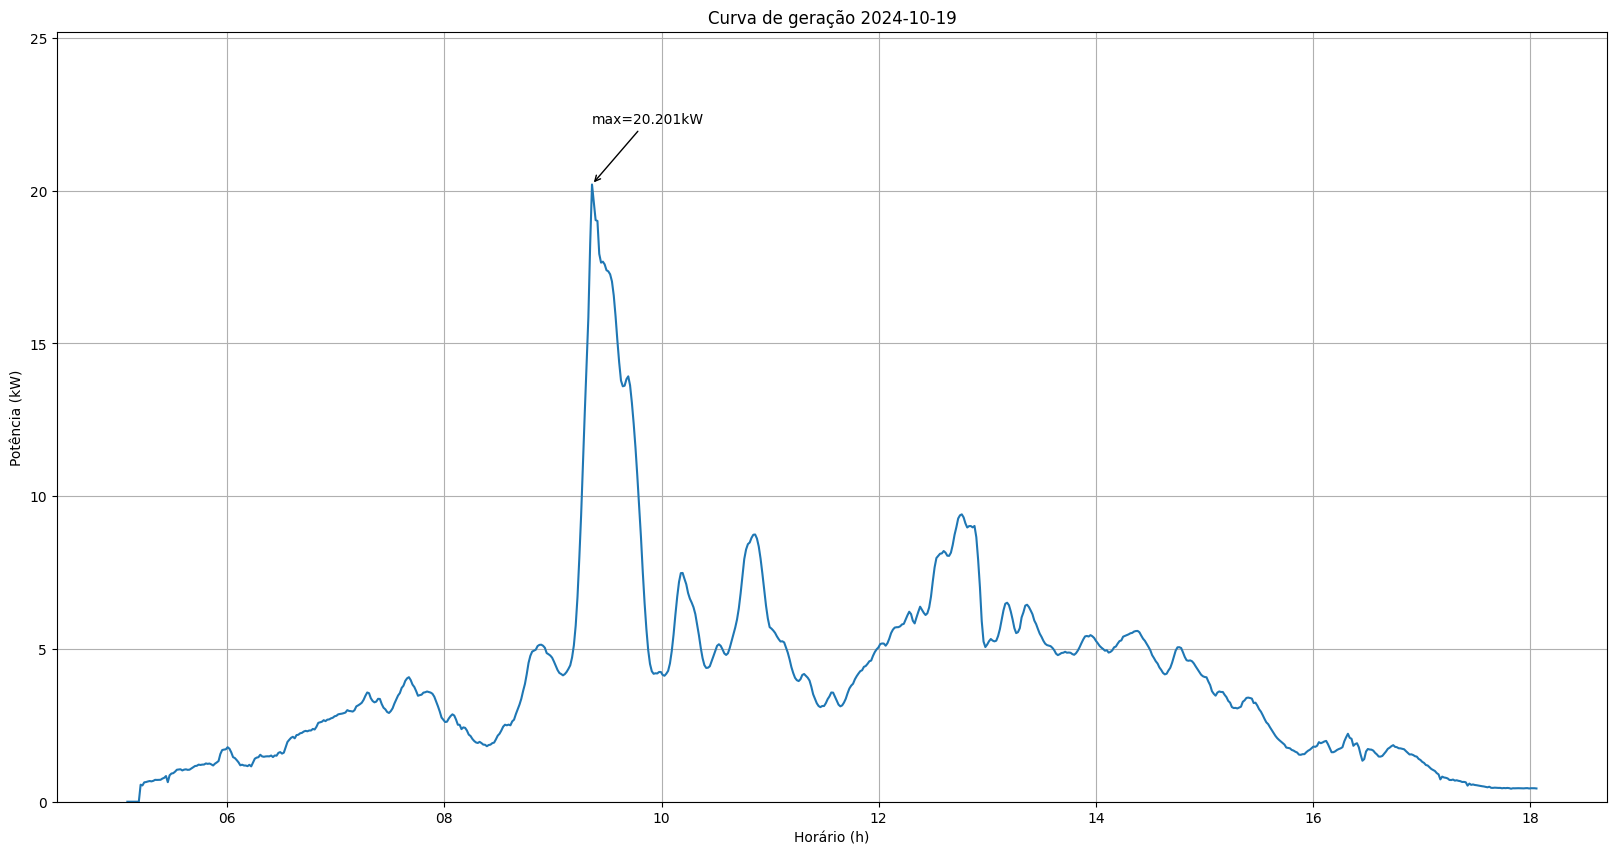 Curva de geração 2024-10-19
25
max=20.201kW
20
15
Potência (kW)
10
5
0
06 08 10 12 14 16 18
Horário (h)